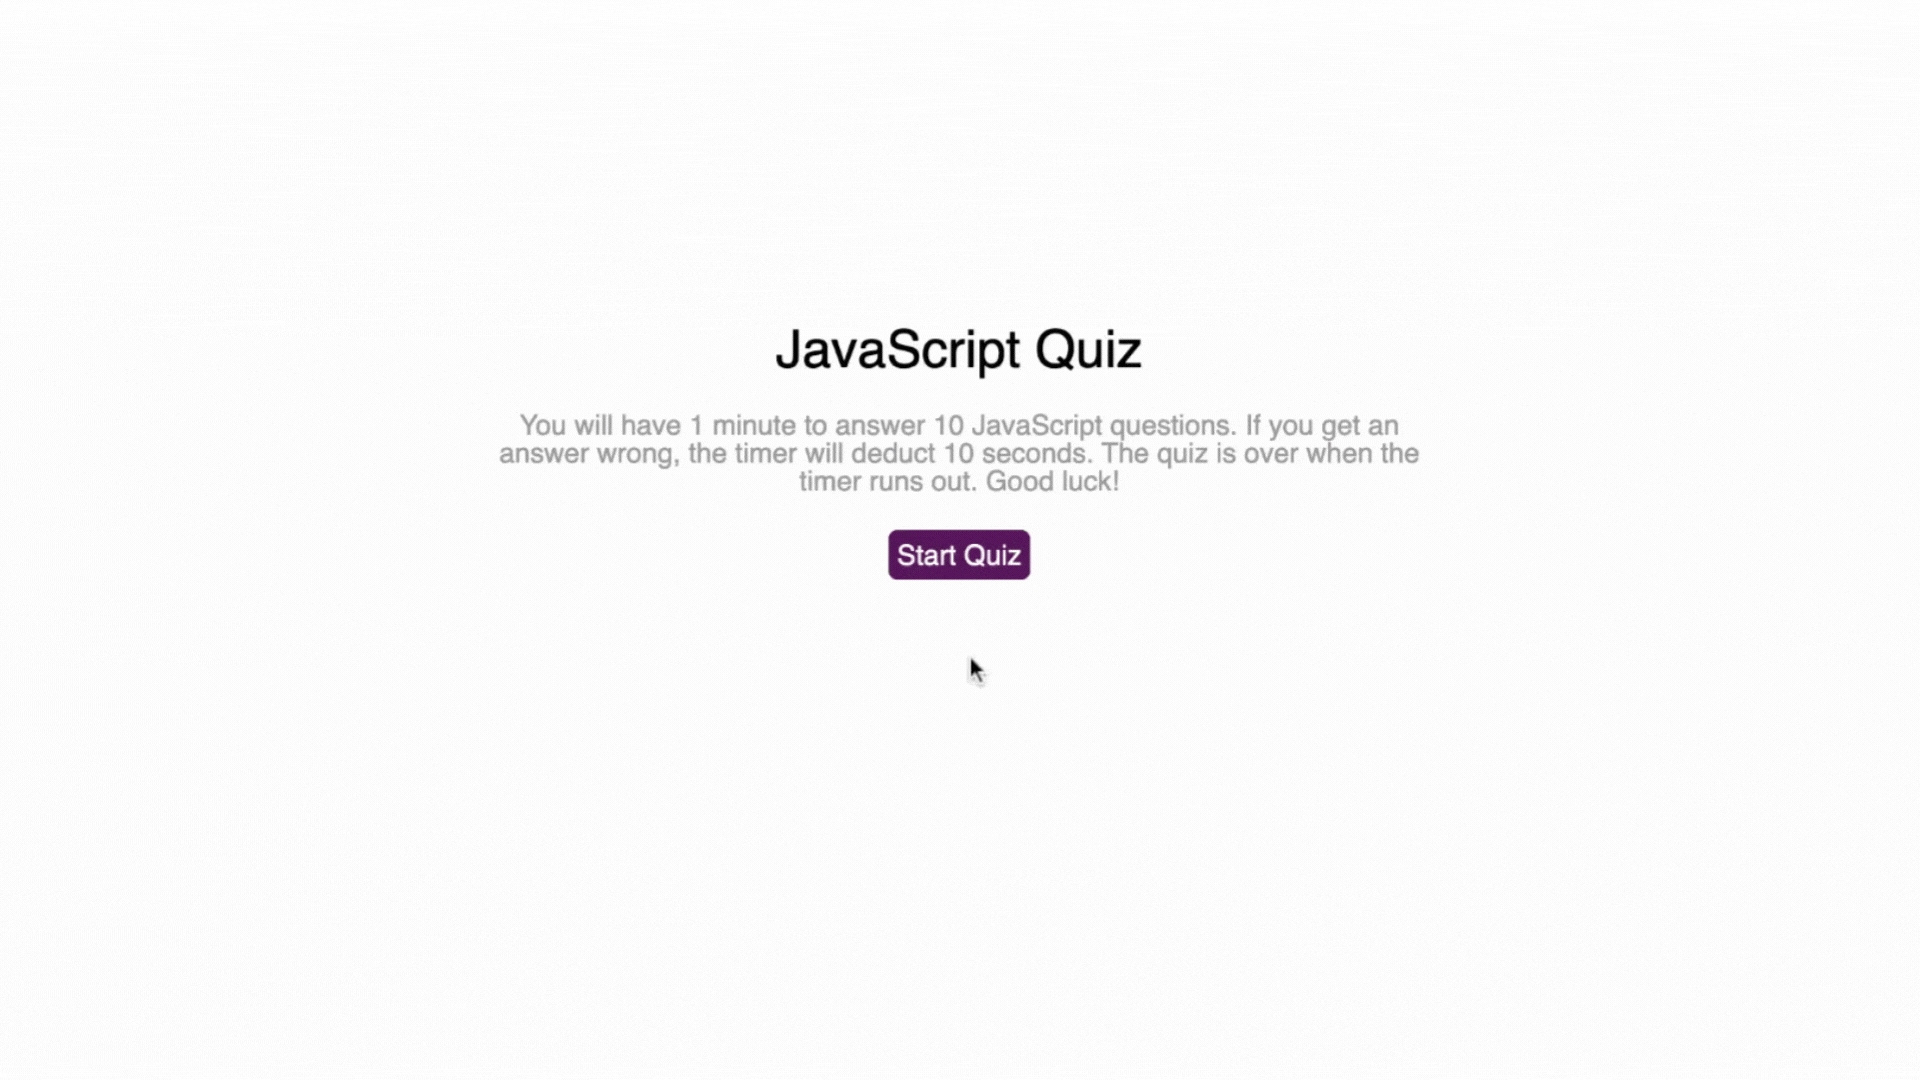 JavaScript Quiz
You will have 1 minute to answer 10 JavaScript questions. If you get an
answer wrong, the timer will deduct 10 seconds. The quiz is over when the
timer runs out. Good luck!
Start Quiz